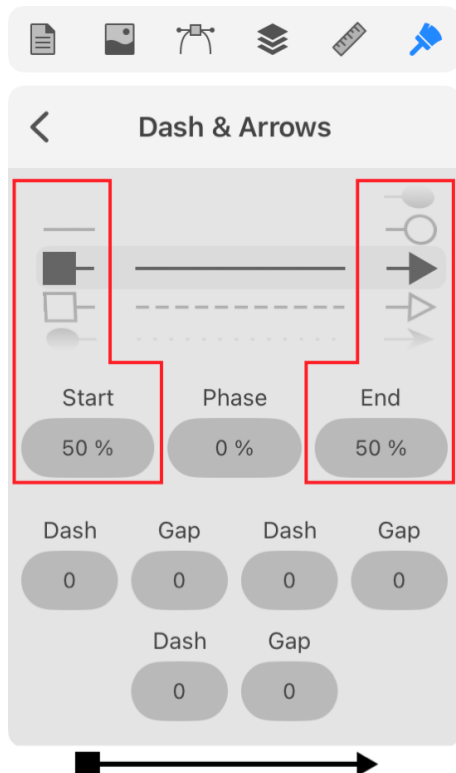 Dash & Arrows
Start Phase End
50 % 0 % 50 %
Dash Gap Dash Gap
0 0 0 0
Dash Gap
0 0